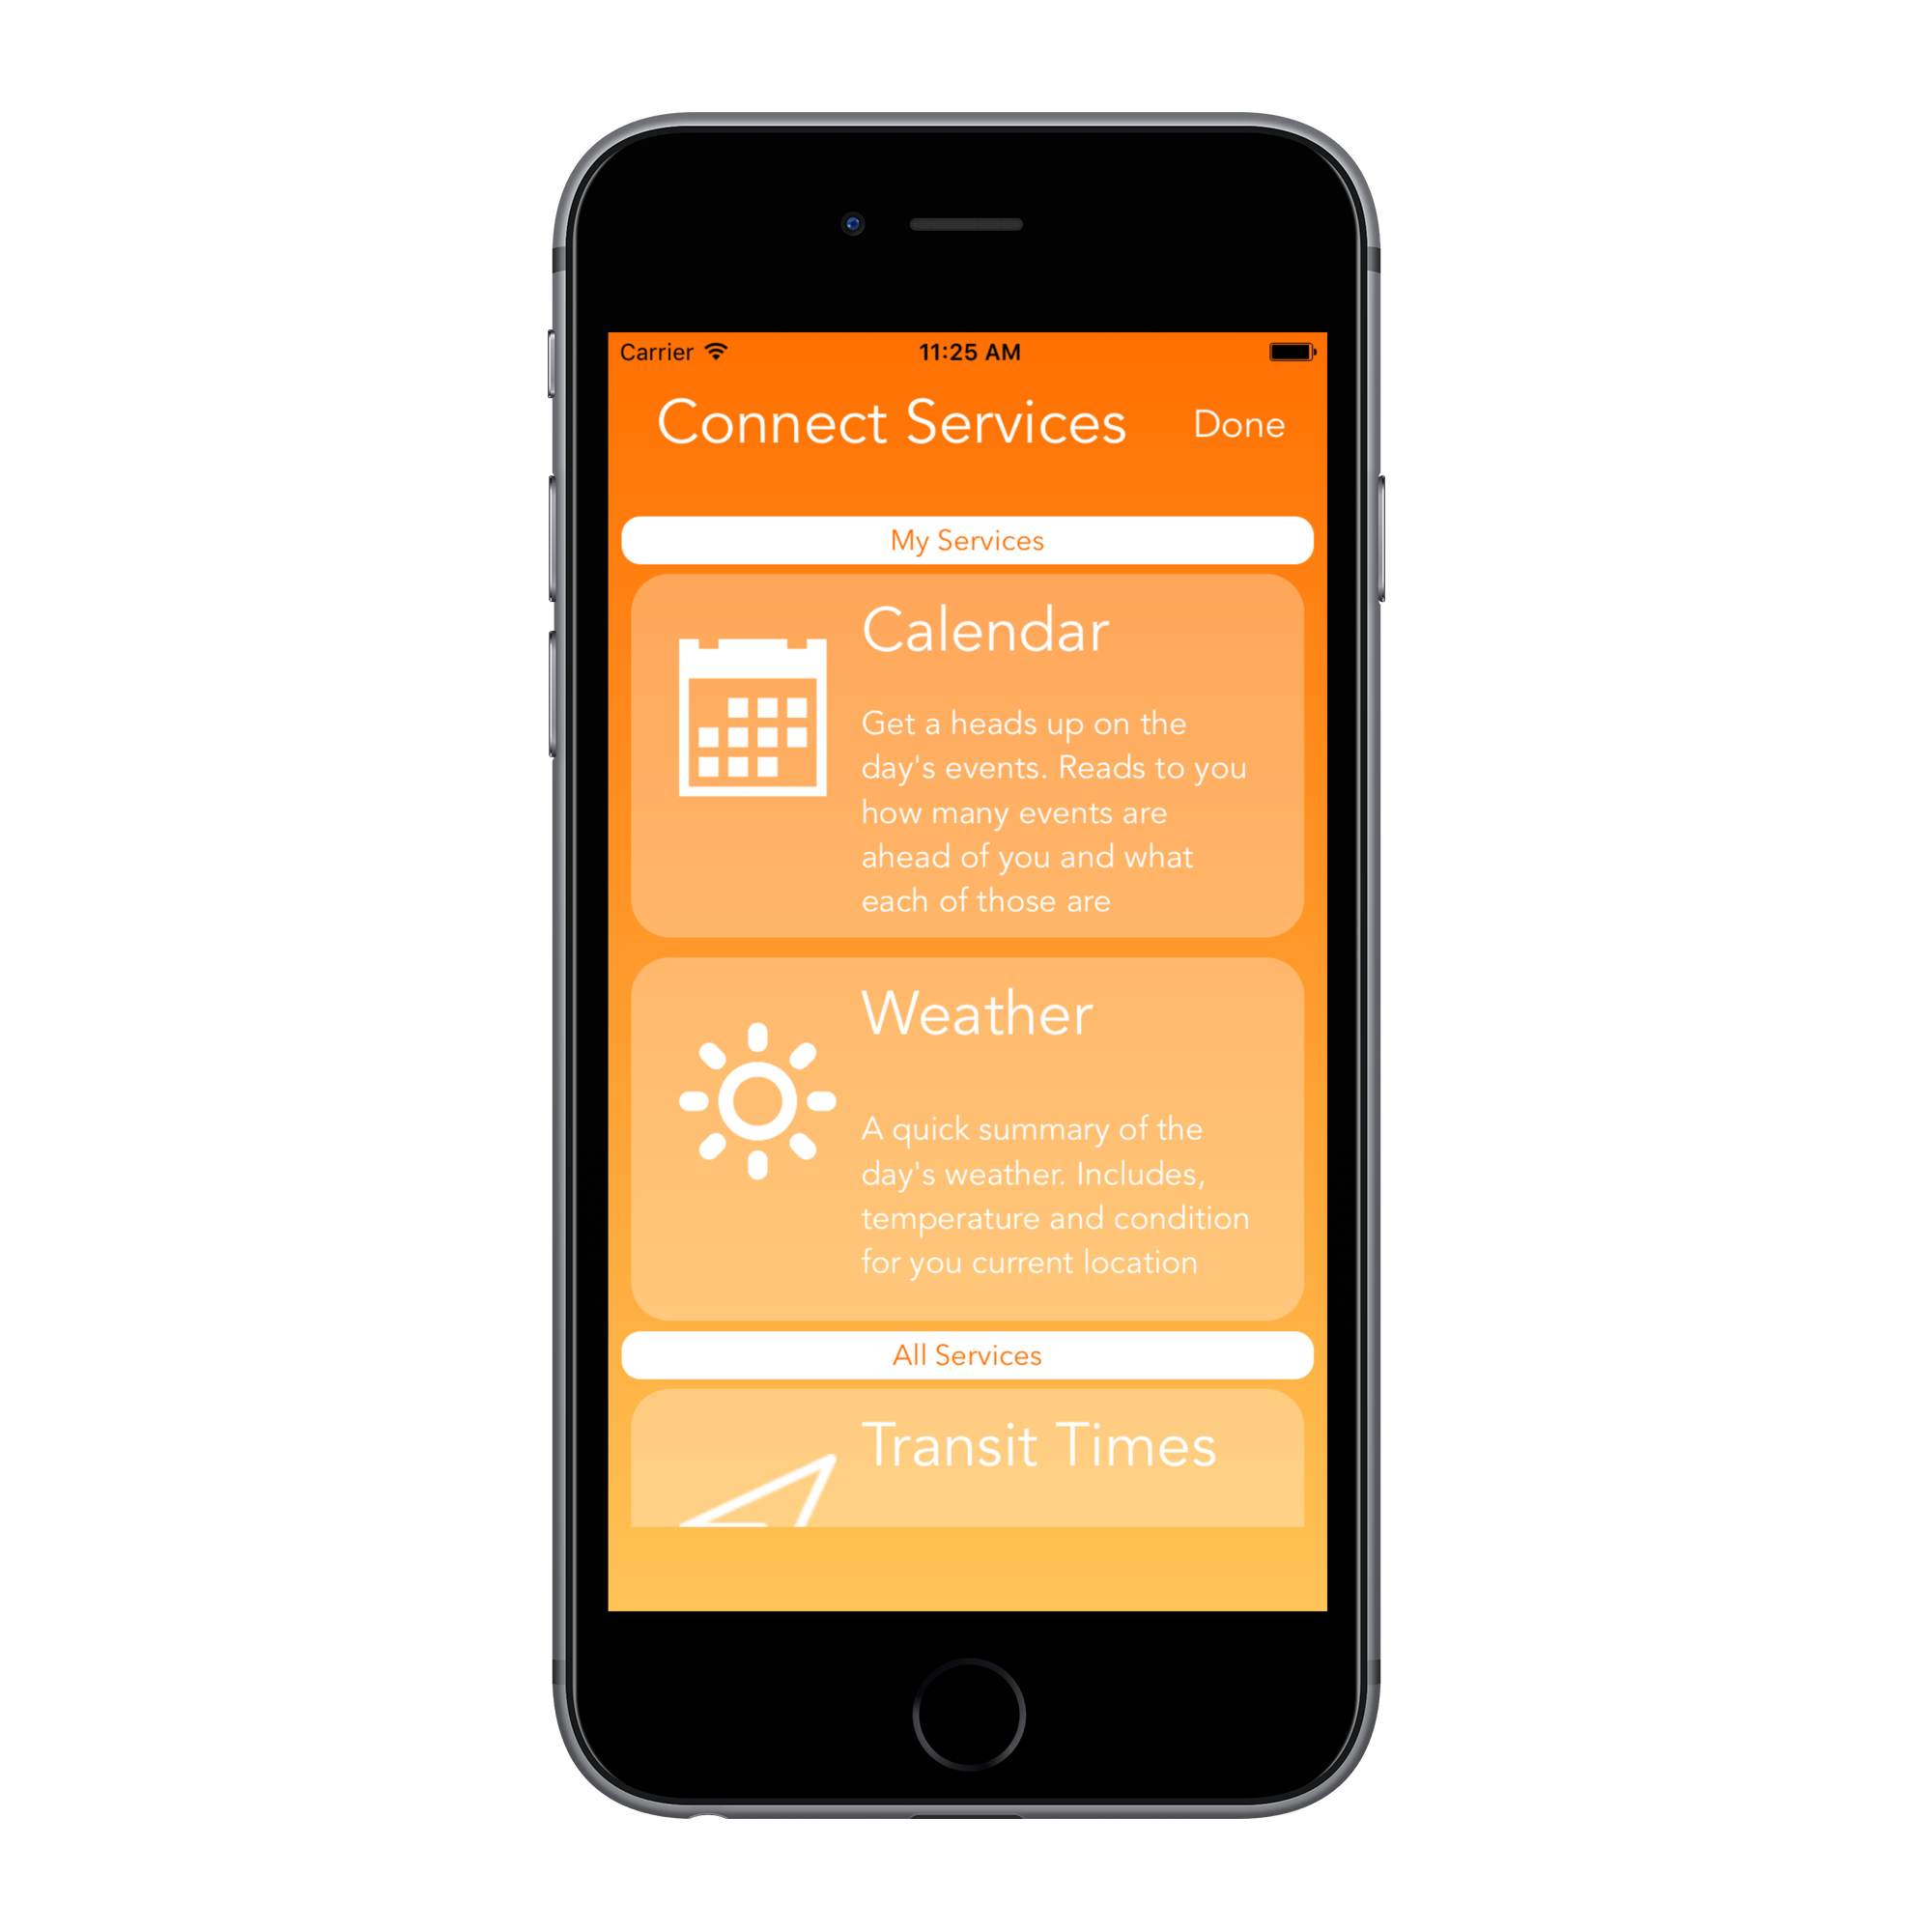 Carrier
11:25 AM
Connect Services
Done
My Services
Calendar
Get a heads up on the
day's events. Reads to you
how many events are
ahead of you and what
each of those are
Weather
A quick summary of the
day's weather. Includes,
temperature and condition
for you current location
All Services
Transit Times